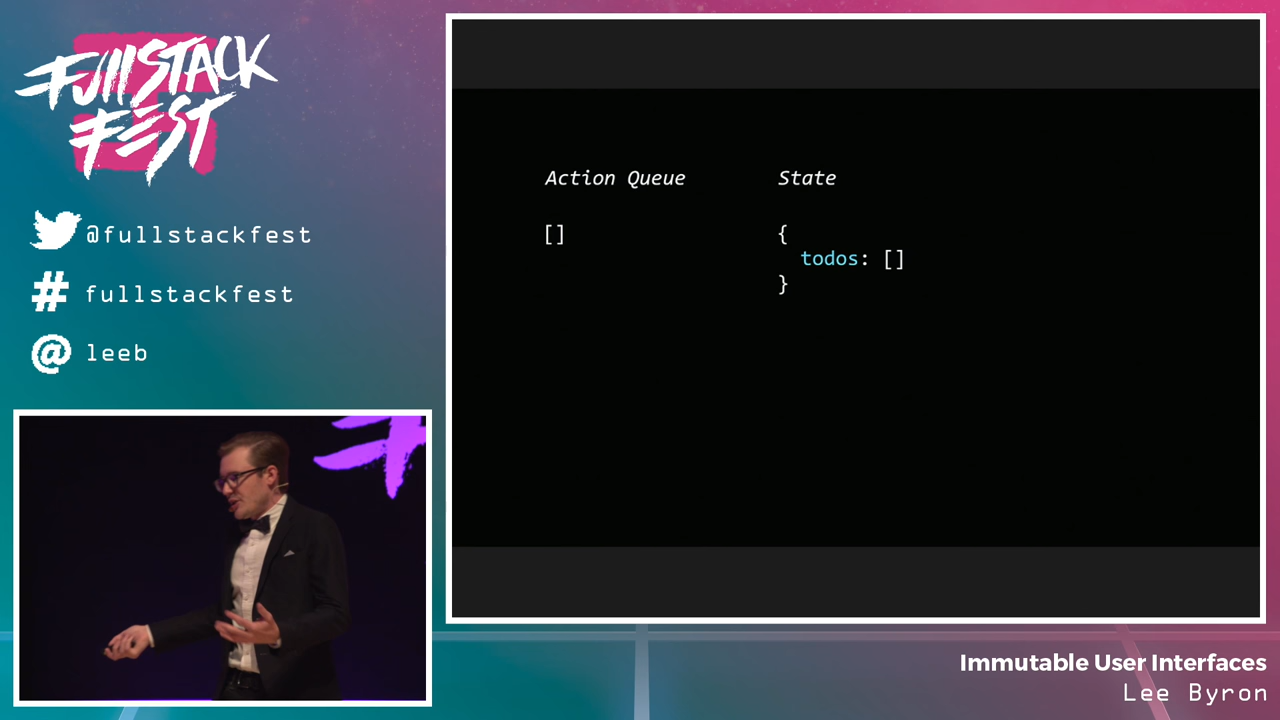 FullStack
Fest
@fullstackfest
# fullstackfest
@ leeb
Action Queue
[]
State
{
todos: []
}
Immutable User Interfaces
Lee Byron